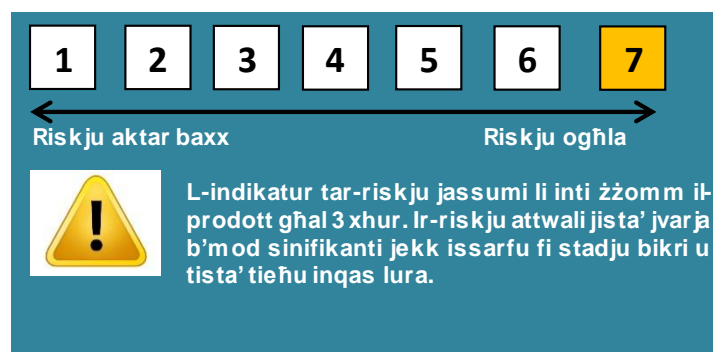 1 2 3 4 5 6 7
Riskju aktar baxx Riskju ogħla
L-indikatur tar-riskju jassumi li inti żżomm il-
prodott għal 3 xhur. Ir-riskju attwali jista' jvarja
b'mod sinifikanti jekk issarfu fi stadju bikri u
tista' tieħu inqas lura.